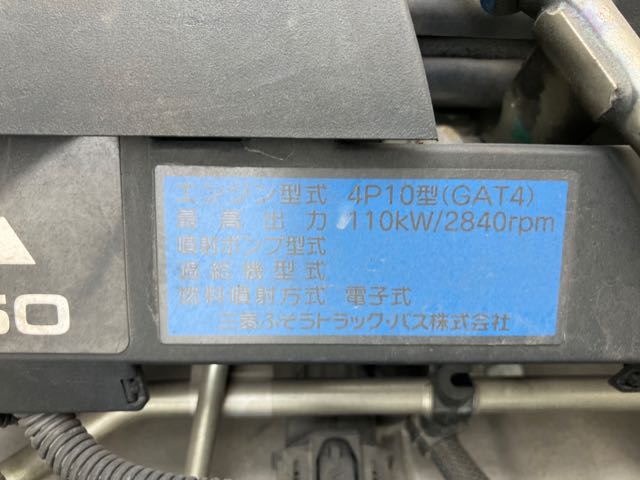 エンジン型式 4P10型(GAT4)
最高出力 110kW/2840rpm
噴射ポンプ型式
過給機型式
燃料噴射方式 電子式
三菱ふそうトラック・バス株式会社
50